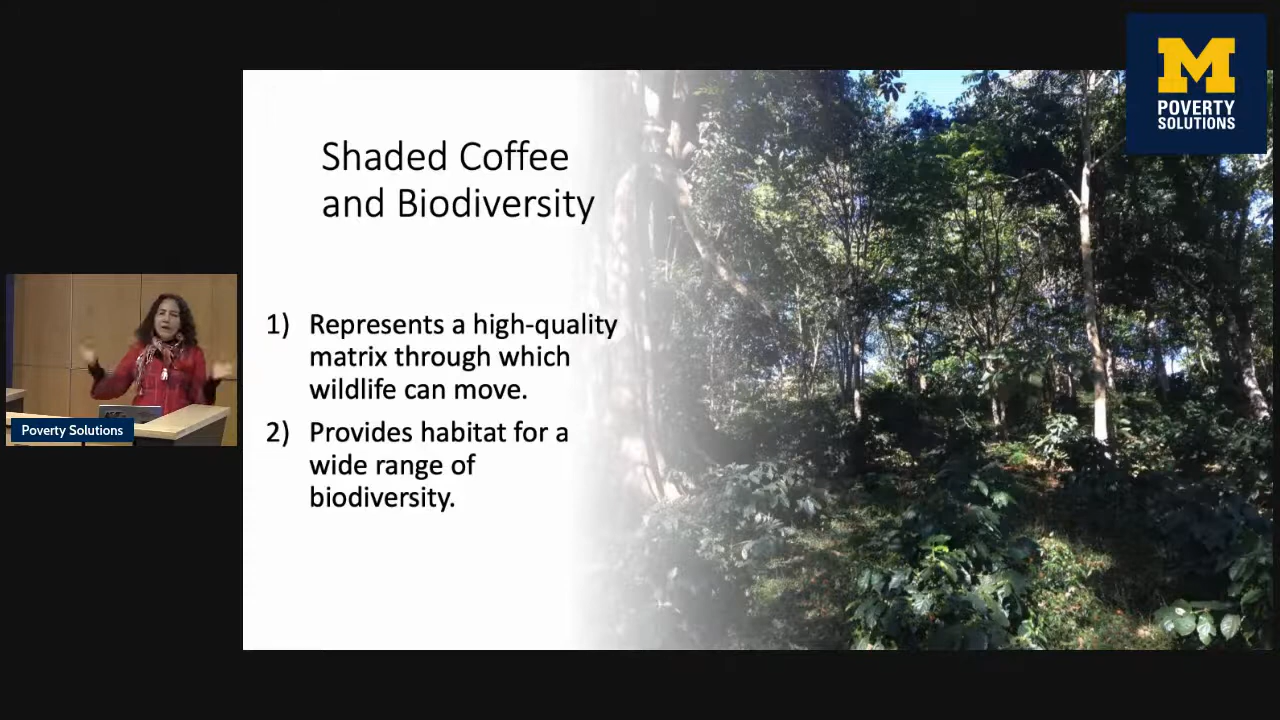 M
POVERTY
SOLUTIONS
Shaded Coffee
and Biodiversity
1) Represents a high-quality
matrix through which
wildlife can move.
2) Provides habitat for a
wide range of
biodiversity.
Poverty Solutions